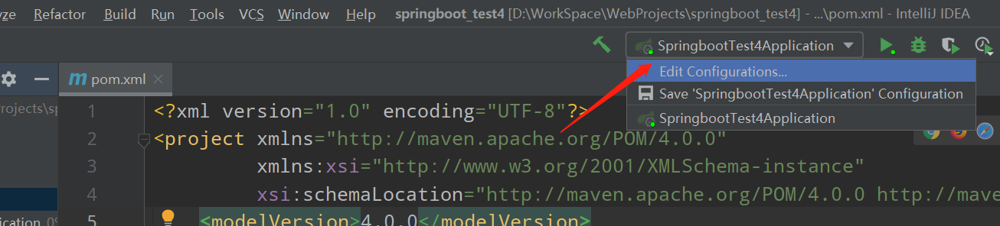 yze Refactor Build Run Tools VCS Window Help springboot_test4 [D:\WorkSpace\WebProjects\springboot_test4] - ...\pom.xml - IntelliJ IDEA
SpringbootTest4Application
Edit Configurations...
Save 'SpringbootTest4Application' Configuration
SpringbootTest4Application
m pom.xml
rojects\sp
1 <?xml version="1.0" encoding="UTF-8"?>
2 <project xmlns="http://maven.apache.org/POM/4.0.0"
3 xmlns:xsi="http://www.w3.org/2001/XMLSchema-instance"
4 xsi:schemaLocation="http://maven.apache.org/POM/4.0.0 http://maven
5 <modelVersion>4.0.0</modelVersion>
ication 0%